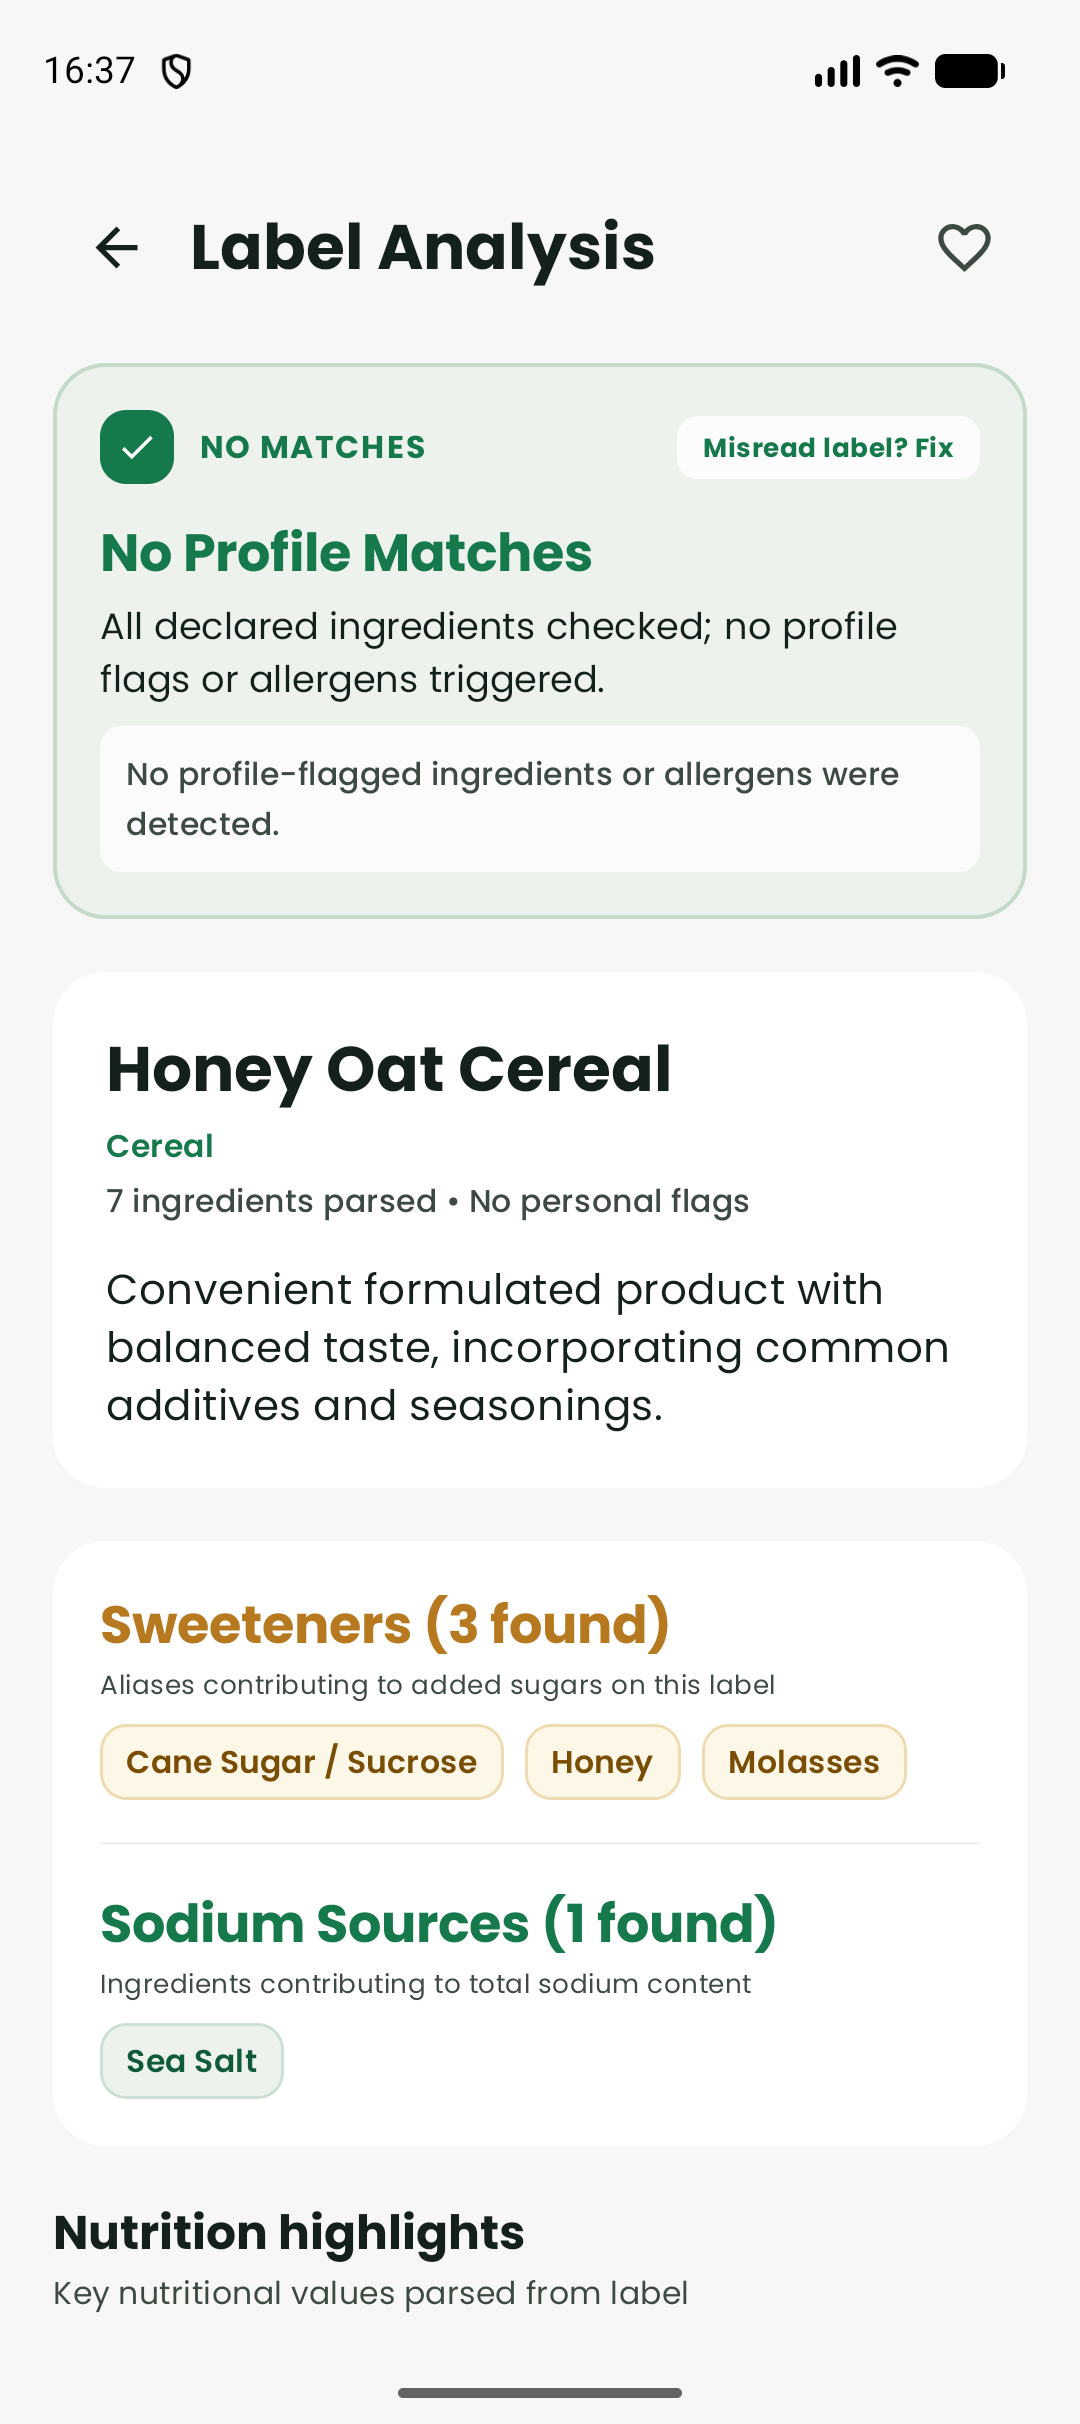 16:37
Label Analysis
NO MATCHES
Misread label? Fix
No Profile Matches
All declared ingredients checked; no profile
flags or allergens triggered.
No profile-flagged ingredients or allergens were
detected.
Honey Oat Cereal
Cereal
7 ingredients parsed • No personal flags
Convenient formulated product with
balanced taste, incorporating common
additives and seasonings.
Sweeteners (3 found)
Aliases contributing to added sugars on this label
Cane Sugar / Sucrose
Honey
Molasses
Sodium Sources (1 found)
Ingredients contributing to total sodium content
Sea Salt
Nutrition highlights
Key nutritional values parsed from label